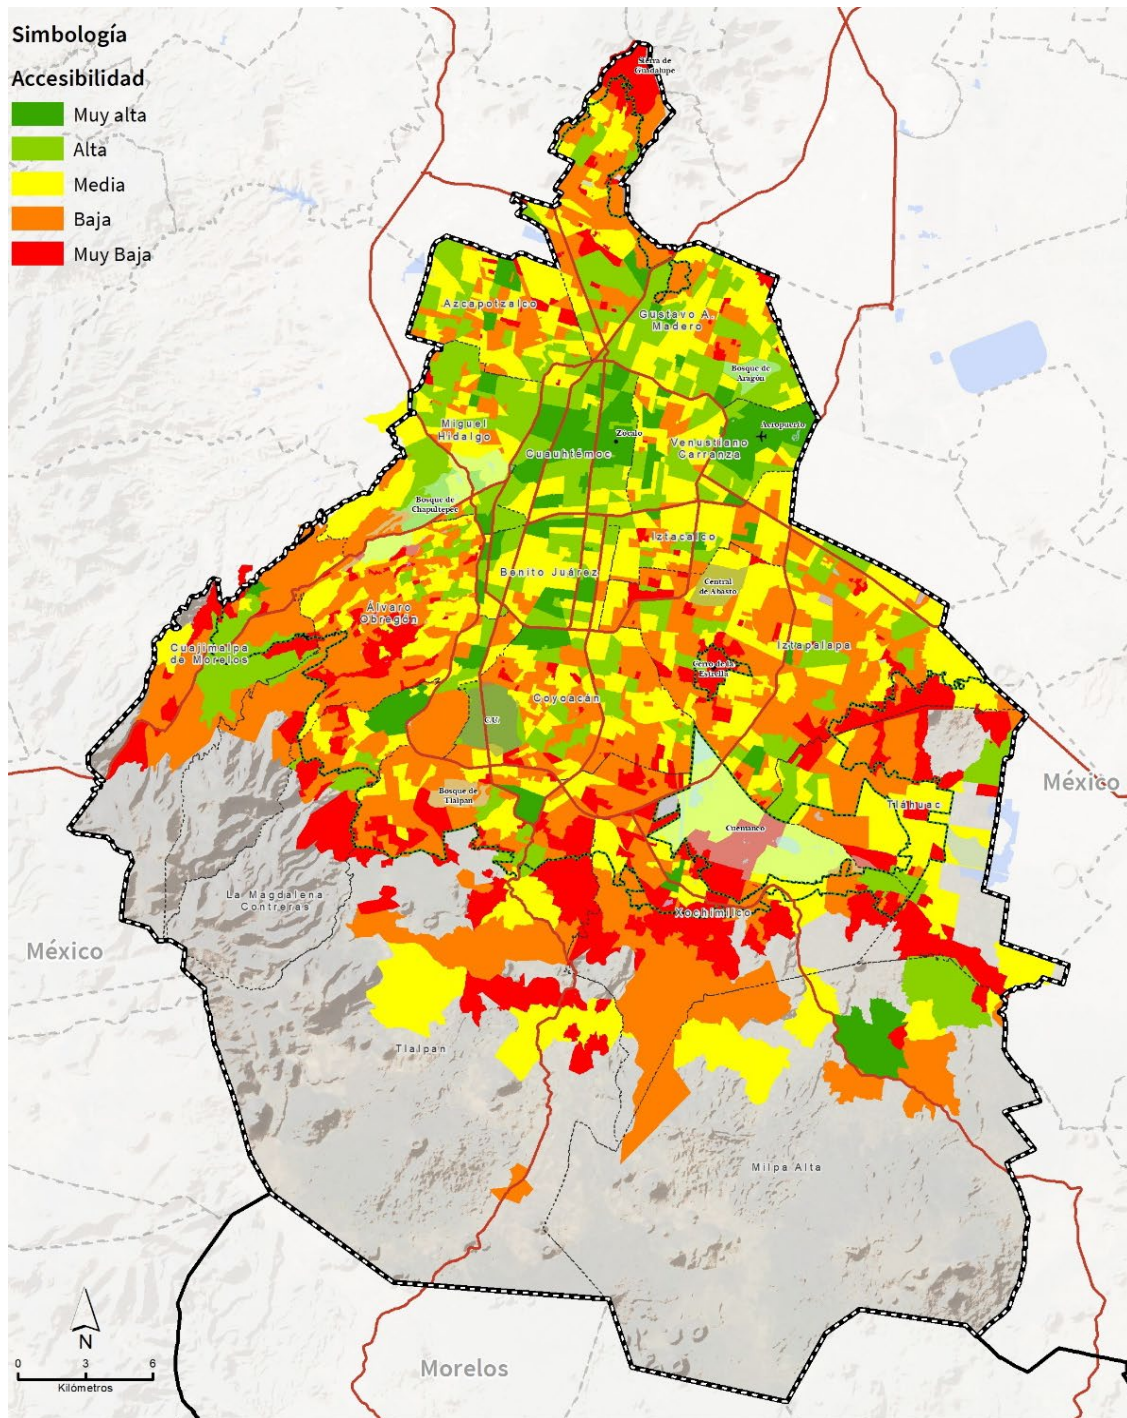 Simbología
Accesibilidad
Muy alta
Alta
Media
Baja
Muy Baja
Sierra de
Guadalupe
Azcapotzalco
Gustavo A.
Madero
Bosque de
Aragón
Miguel
Hidalgo
Zócalo
Aeropuerto
Cuauhtémoc
Venustiano
Carranza
Bosque de
Chapultepec
Iztacalco
Benito Juárez
Central
de Abasto
Álvaro
Obregón
Cuajimalpa
de Morelos
Iztapalapa
Cerro de la
Estrella
Coyoacán
C.U.
México
Bosque de
Tlalpan
Tláhuac
Cuemanco
La Magdalena
Contreras
Xochimilco
México
Tlalpan
Milpa Alta
N
0 3 6
Kilómetros
Morelos